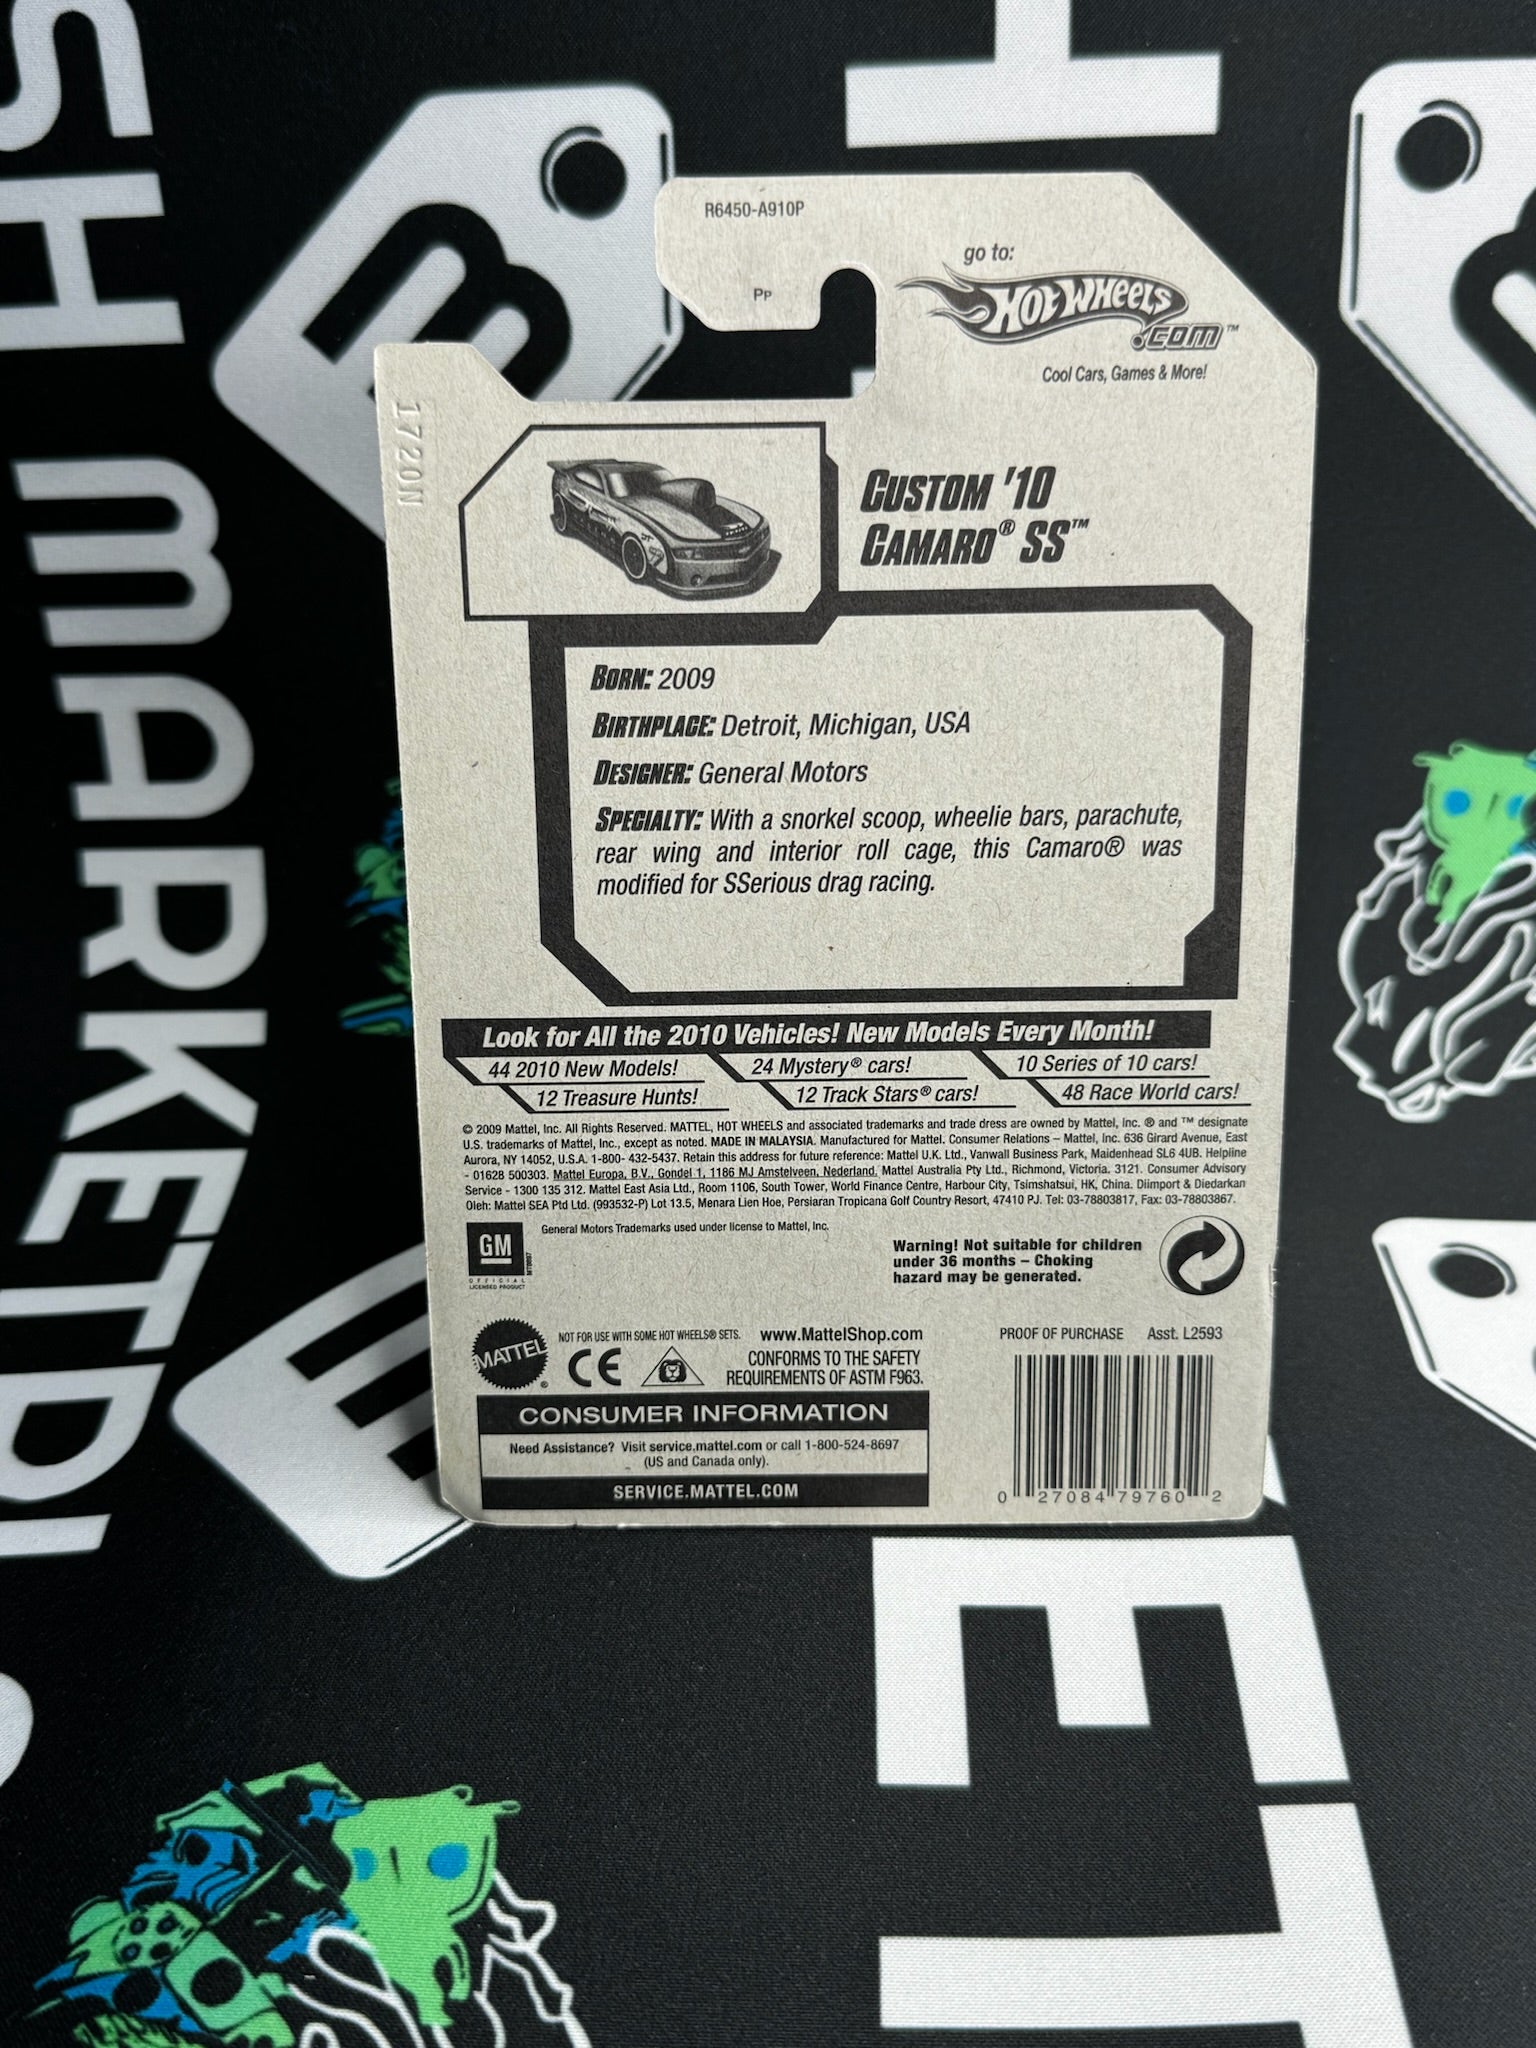 R6450-A910P
PP
go to:
HOT WHEELS
.COM™
Cool Cars, Games & More!
1720N
CUSTOM '10
CAMARO® SS™
BORN: 2009
BIRTHPLACE: Detroit, Michigan, USA
DESIGNER: General Motors
SPECIALTY: With a snorkel scoop, wheelie bars, parachute,
rear wing and interior roll cage, this Camaro® was
modified for SSerious drag racing.
Look for All the 2010 Vehicles! New Models Every Month!
44 2010 New Models! 24 Mystery® cars! 10 Series of 10 cars!
12 Treasure Hunts! 12 Track Stars® cars! 48 Race World cars!
© 2009 Mattel, Inc. All Rights Reserved. MATTEL, HOT WHEELS and associated trademarks and trade dress are owned by Mattel, Inc. ® and ™ designate
U.S. trademarks of Mattel, Inc., except as noted. MADE IN MALAYSIA. Manufactured for Mattel. Consumer Relations – Mattel, Inc. 636 Girard Avenue, East
Aurora, NY 14052, U.S.A. 1-800- 432-5437. Retain this address for future reference: Mattel U.K. Ltd., Vanwall Business Park, Maidenhead SL6 4UB. Helpline
- 01628 500303. Mattel Europa, B.V., Gondel 1, 1186 MJ Amstelveen, Nederland. Mattel Australia Pty Ltd., Richmond, Victoria. 3121. Consumer Advisory
Service - 1300 135 312. Mattel East Asia Ltd., Room 1106, South Tower, World Finance Centre, Harbour City, Tsimshatsui, HK, China. Diimport & Diedarkan
Oleh: Mattel SEA Ptd Ltd. (993532-P) Lot 13.5, Menara Lien Hoe, Persiaran Tropicana Golf Country Resort, 47410 PJ. Tel: 03-78803817, Fax: 03-78803867.
GM
OFFICIAL
LICENSED PRODUCT
General Motors Trademarks used under license to Mattel, Inc.
Warning! Not suitable for children
under 36 months – Choking
hazard may be generated.
MATTEL®
NOT FOR USE WITH SOME HOT WHEELS® SETS. www.MattelShop.com
CE
CONFORMS TO THE SAFETY
REQUIREMENTS OF ASTM F963.
PROOF OF PURCHASE Asst. L2593
CONSUMER INFORMATION
Need Assistance? Visit service.mattel.com or call 1-800-524-8697
(US and Canada only).
SERVICE.MATTEL.COM
0 27084 79760 2
SH MARKETPL